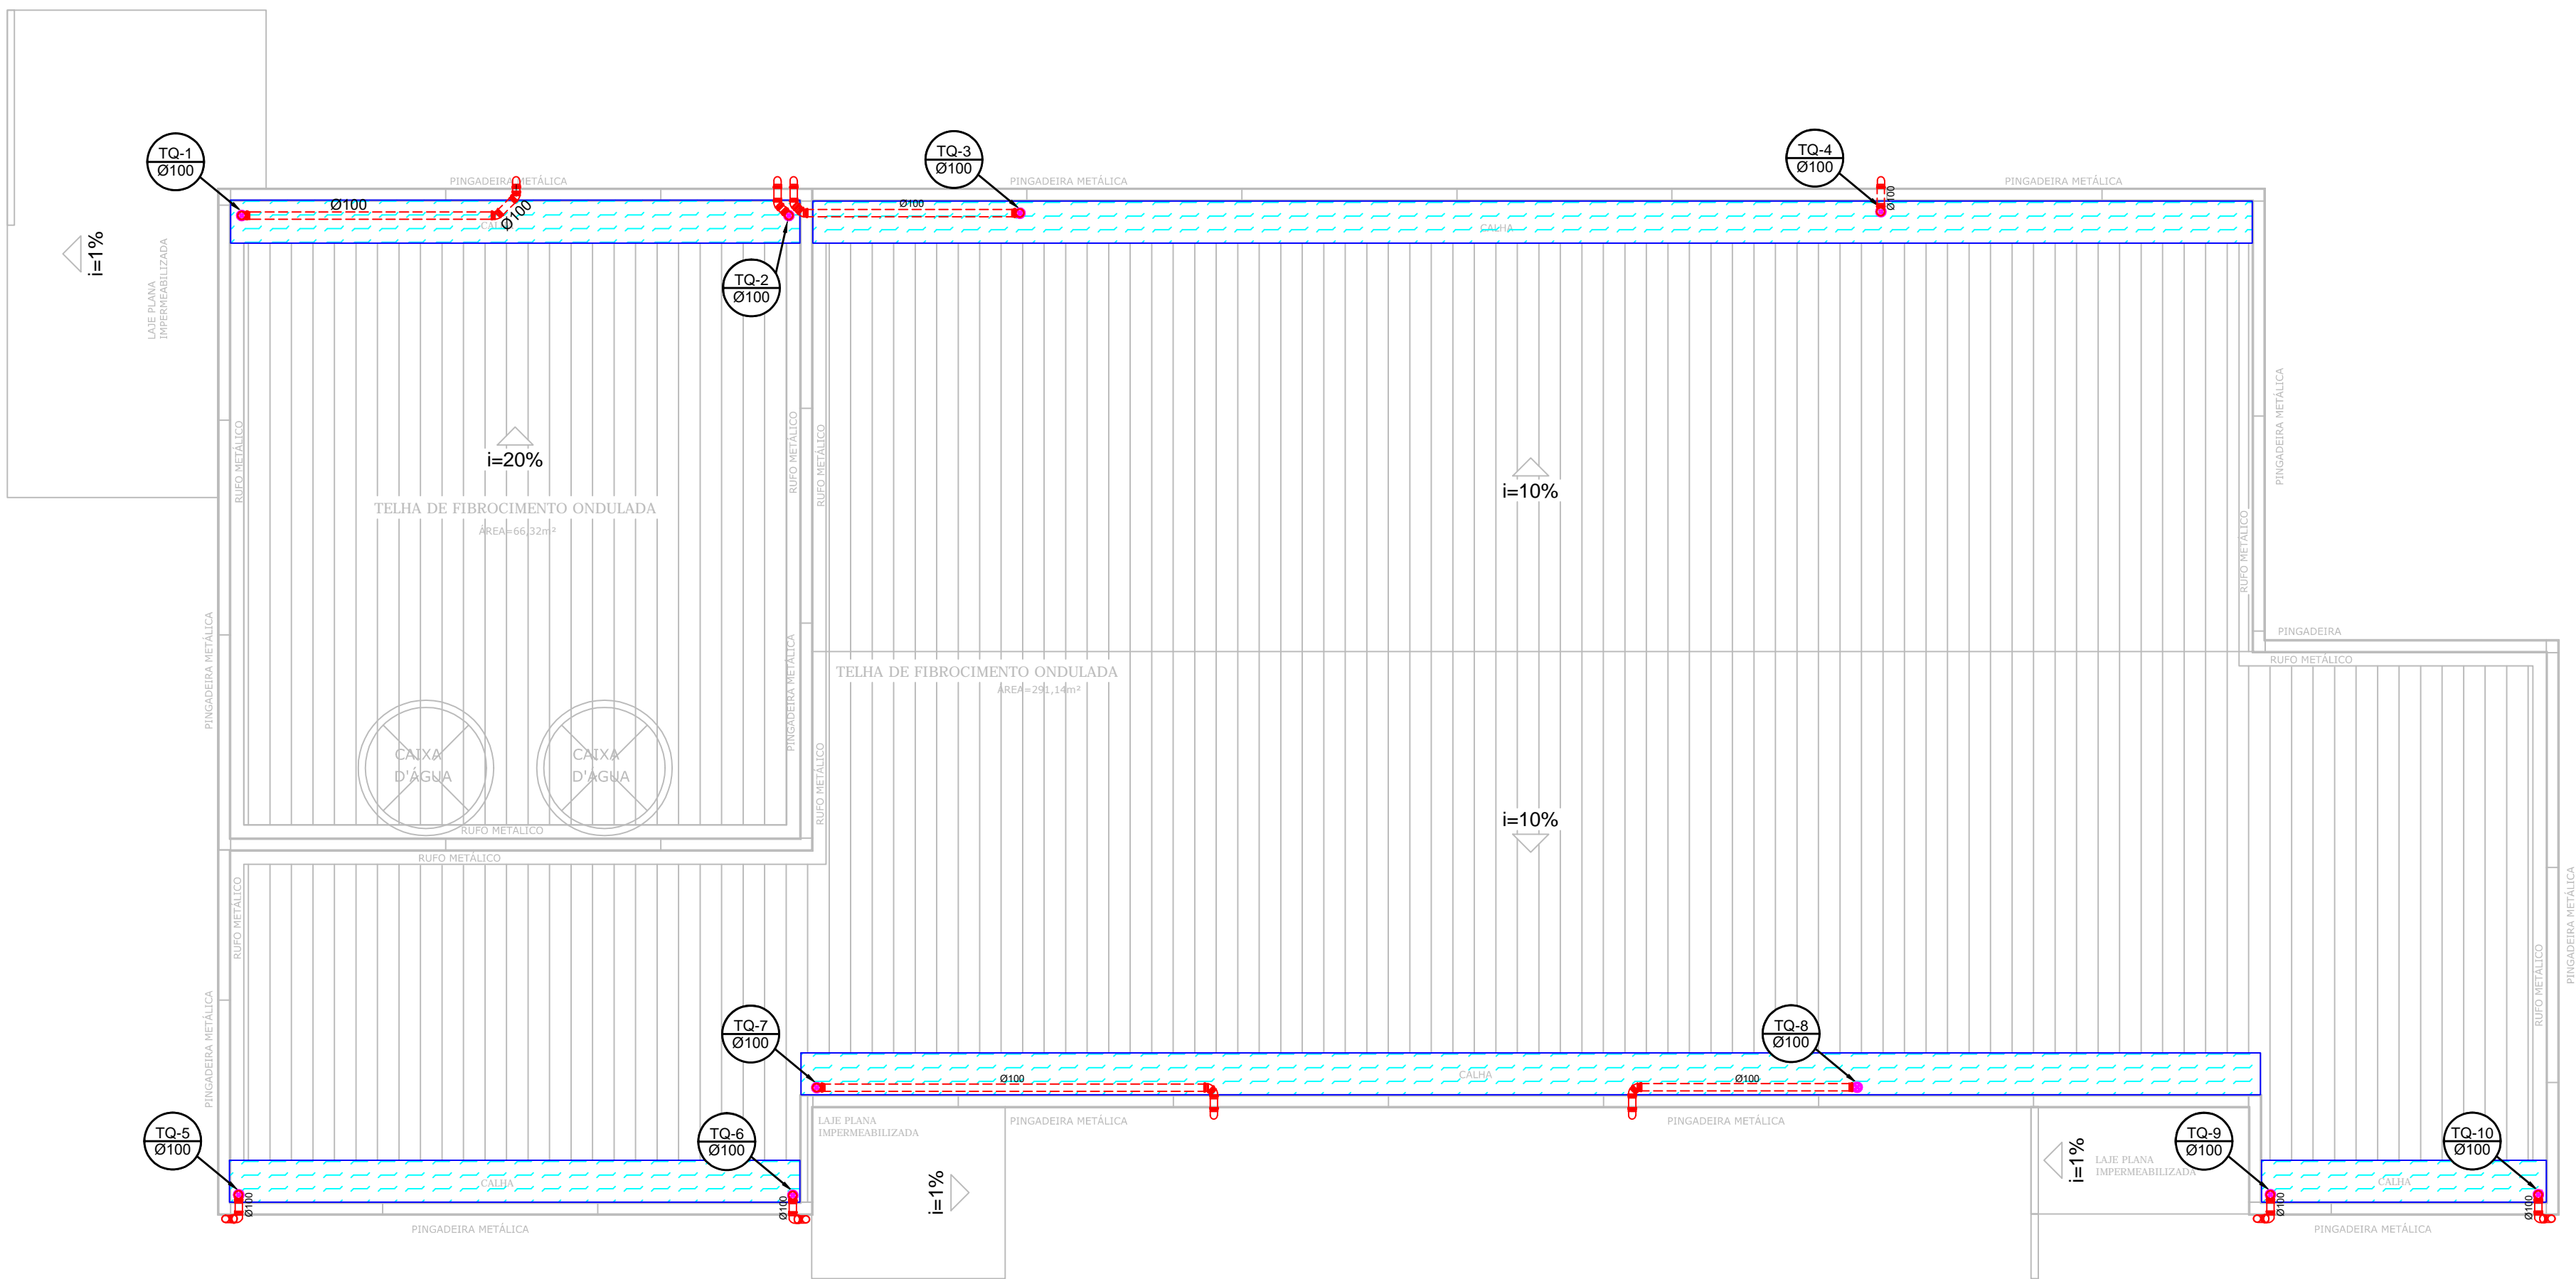 TQ-1
Ø100
TQ-3
Ø100
TQ-4
Ø100
PINGADEIRA METÁLICA
PINGADEIRA METÁLICA
PINGADEIRA METÁLICA
Ø100
Ø100
CALHA
Ø100
Ø100
CALHA
TQ-2
Ø100
i=1%
LAJE PLANA
IMPERMEABILIZADA
RUFO METÁLICO
RUFO METÁLICO
RUFO METÁLICO
PINGADEIRA METÁLICA
i=20%
i=10%
TELHA DE FIBROCIMENTO ONDULADA
ÁREA=66,32m²
RUFO METÁLICO
PINGADEIRA METÁLICA
PINGADEIRA METÁLICA
PINGADEIRA
RUFO METÁLICO
TELHA DE FIBROCIMENTO ONDULADA
ÁREA=291,14m²
CAIXA
D'ÁGUA
CAIXA
D'ÁGUA
RUFO METÁLICO
i=10%
RUFO METÁLICO
RUFO METÁLICO
RUFO METÁLICO
PINGADEIRA METÁLICA
RUFO METÁLICO
PINGADEIRA METÁLICA
TQ-7
Ø100
TQ-8
Ø100
Ø100
CALHA
Ø100
TQ-5
Ø100
TQ-6
Ø100
LAJE PLANA
IMPERMEABILIZADA
PINGADEIRA METÁLICA
PINGADEIRA METÁLICA
TQ-9
Ø100
TQ-10
Ø100
i=1%
LAJE PLANA
IMPERMEABILIZADA
i=1%
CALHA
CALHA
Ø100
Ø100
Ø100
Ø100
PINGADEIRA METÁLICA
PINGADEIRA METÁLICA